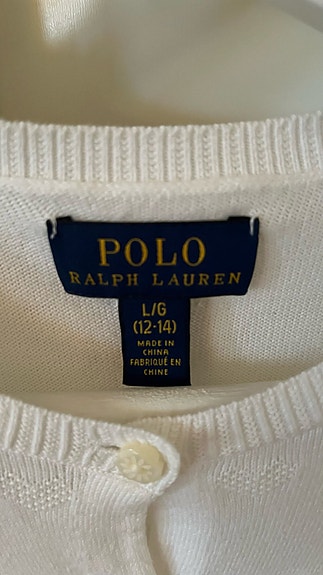 POLO
RALPH LAUREN
L/G
(12-14)
MADE IN
CHINA
FABRIQUÉ EN
CHINE